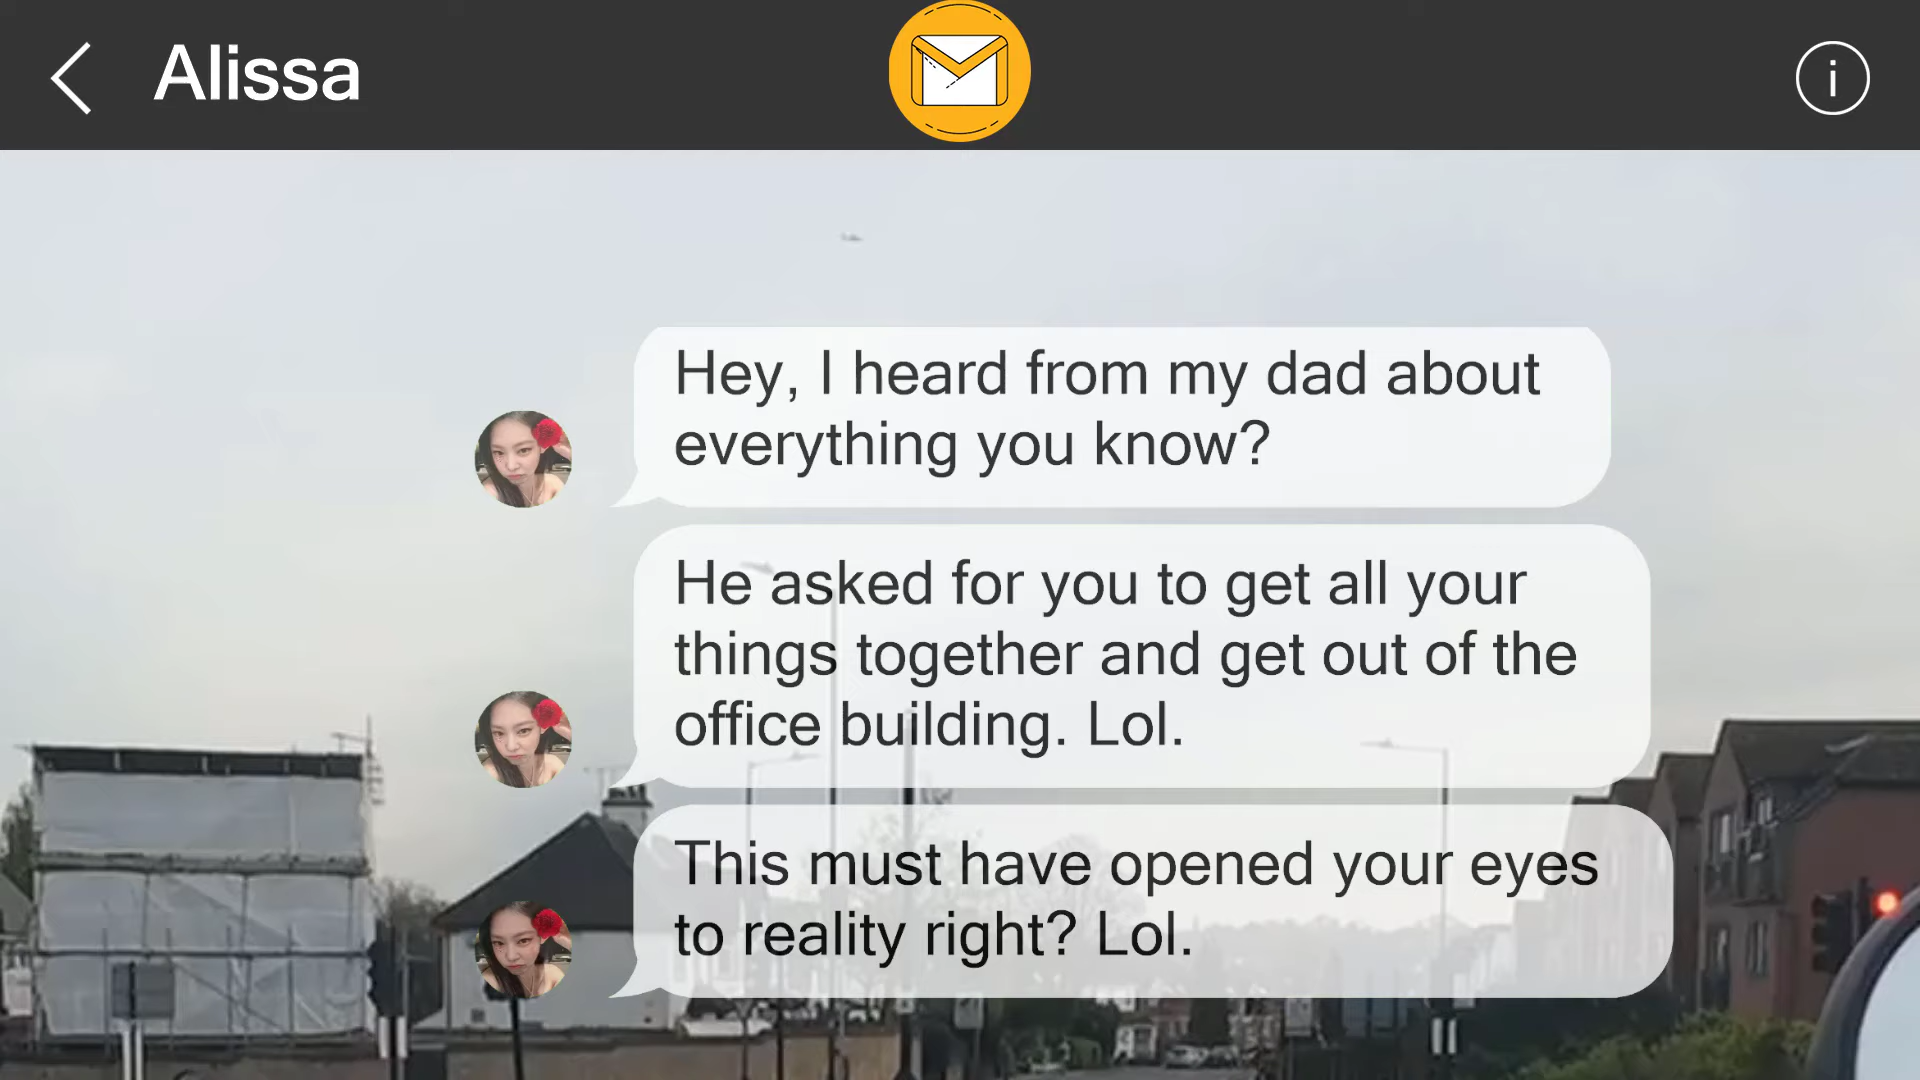 Alissa
Hey, I heard from my dad about
everything you know?
He asked for you to get all your
things together and get out of the
office building. Lol.
This must have opened your eyes
to reality right? Lol.